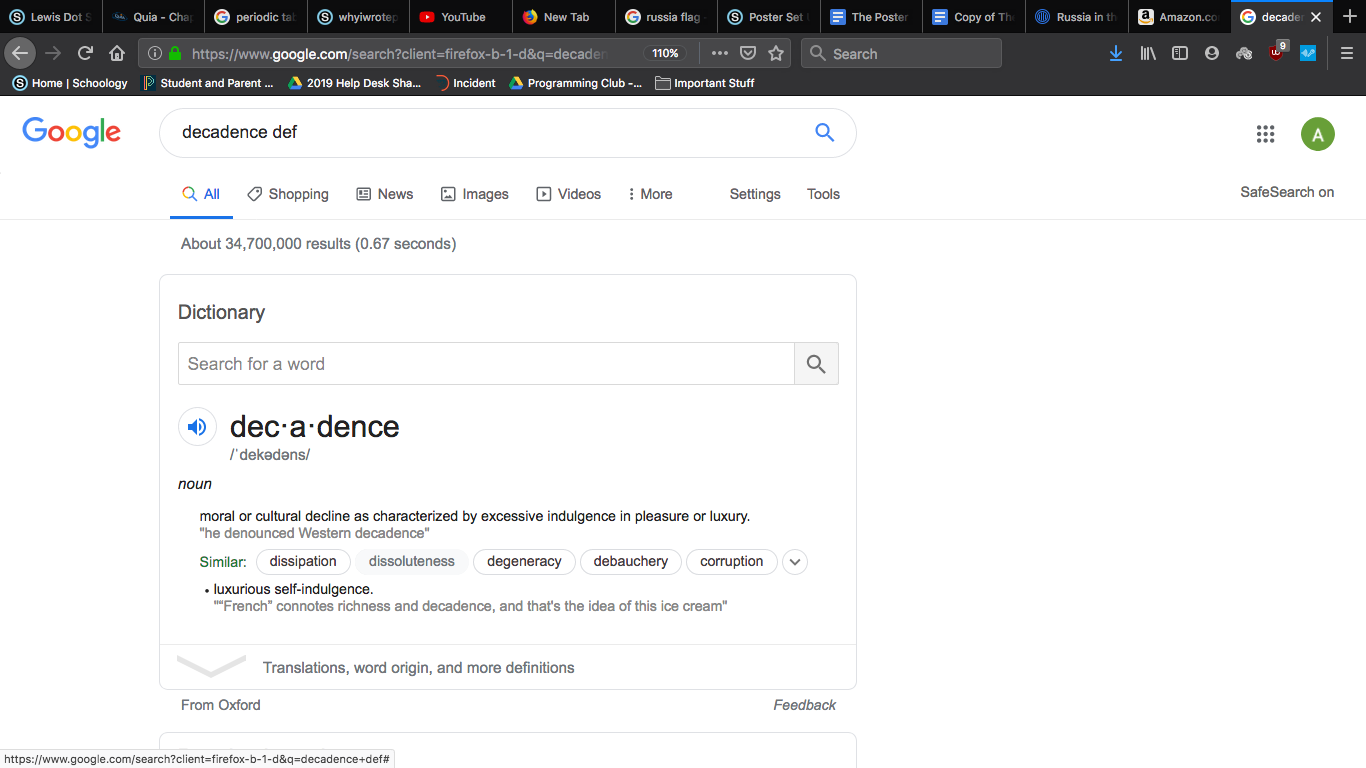 Lewis Dot S Quia - Chap periodic tab whyiwrotep YouTube New Tab russia flag - Poster Set U The Poster Copy of The Russia in th Amazon.co decaden
https://www.google.com/search?client=firefox-b-1-d&q=decaden 110% Search 9
Home | Schoology Student and Parent ... 2019 Help Desk Sha... Incident Programming Club -... Important Stuff
Google decadence def A
All Shopping News Images Videos More Settings Tools SafeSearch on
About 34,700,000 results (0.67 seconds)
Dictionary
Search for a word
dec·a·dence
/ˈdekədəns/
noun
moral or cultural decline as characterized by excessive indulgence in pleasure or luxury.
"he denounced Western decadence"
Similar: dissipation dissoluteness degeneracy debauchery corruption
• luxurious self-indulgence.
"“French” connotes richness and decadence, and that's the idea of this ice cream"
Translations, word origin, and more definitions
From Oxford Feedback
https://www.google.com/search?client=firefox-b-1-d&q=decadence+def#